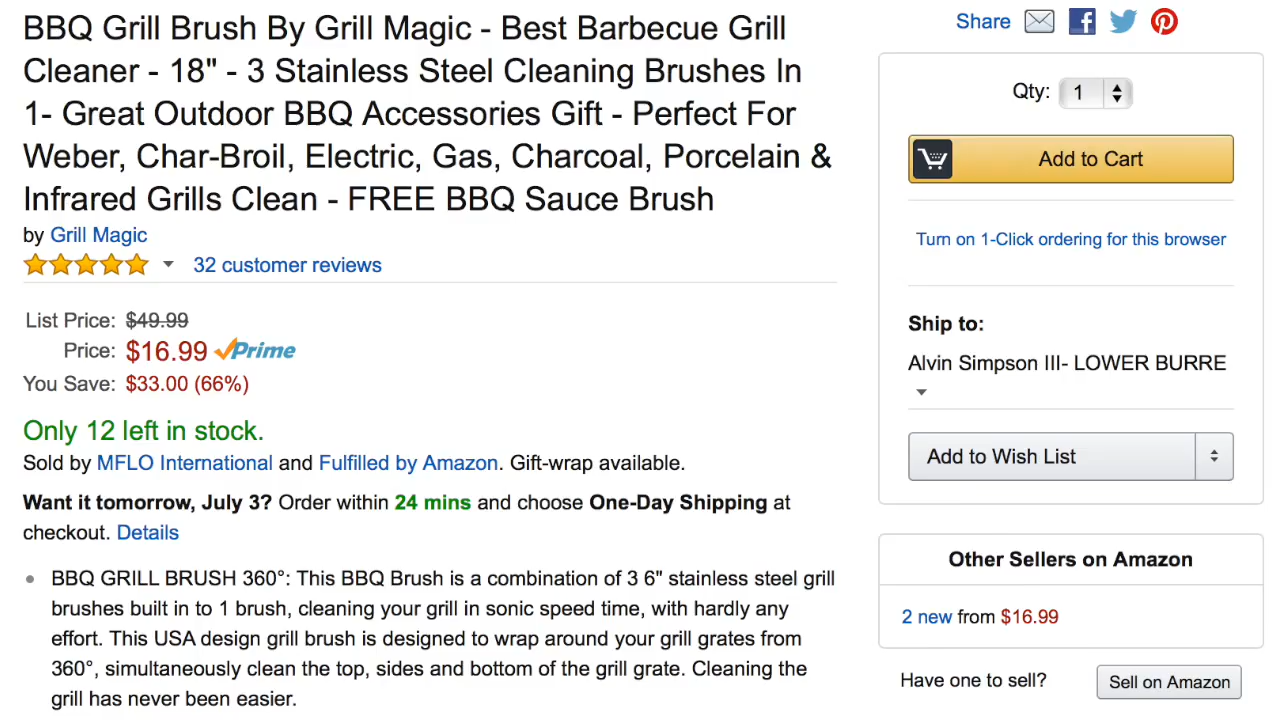 BBQ Grill Brush By Grill Magic - Best Barbecue Grill
Cleaner - 18" - 3 Stainless Steel Cleaning Brushes In
1- Great Outdoor BBQ Accessories Gift - Perfect For
Weber, Char-Broil, Electric, Gas, Charcoal, Porcelain &
Infrared Grills Clean - FREE BBQ Sauce Brush
by Grill Magic
32 customer reviews
List Price: $49.99
Price: $16.99 Prime
You Save: $33.00 (66%)
Only 12 left in stock.
Sold by MFLO International and Fulfilled by Amazon. Gift-wrap available.
Want it tomorrow, July 3? Order within 24 mins and choose One-Day Shipping at
checkout. Details
BBQ GRILL BRUSH 360°: This BBQ Brush is a combination of 3 6" stainless steel grill
brushes built in to 1 brush, cleaning your grill in sonic speed time, with hardly any
effort. This USA design grill brush is designed to wrap around your grill grates from
360°, simultaneously clean the top, sides and bottom of the grill grate. Cleaning the
grill has never been easier.
Share
Qty: 1
Add to Cart
Turn on 1-Click ordering for this browser
Ship to:
Alvin Simpson III- LOWER BURRE
Add to Wish List
Other Sellers on Amazon
2 new from $16.99
Have one to sell? Sell on Amazon